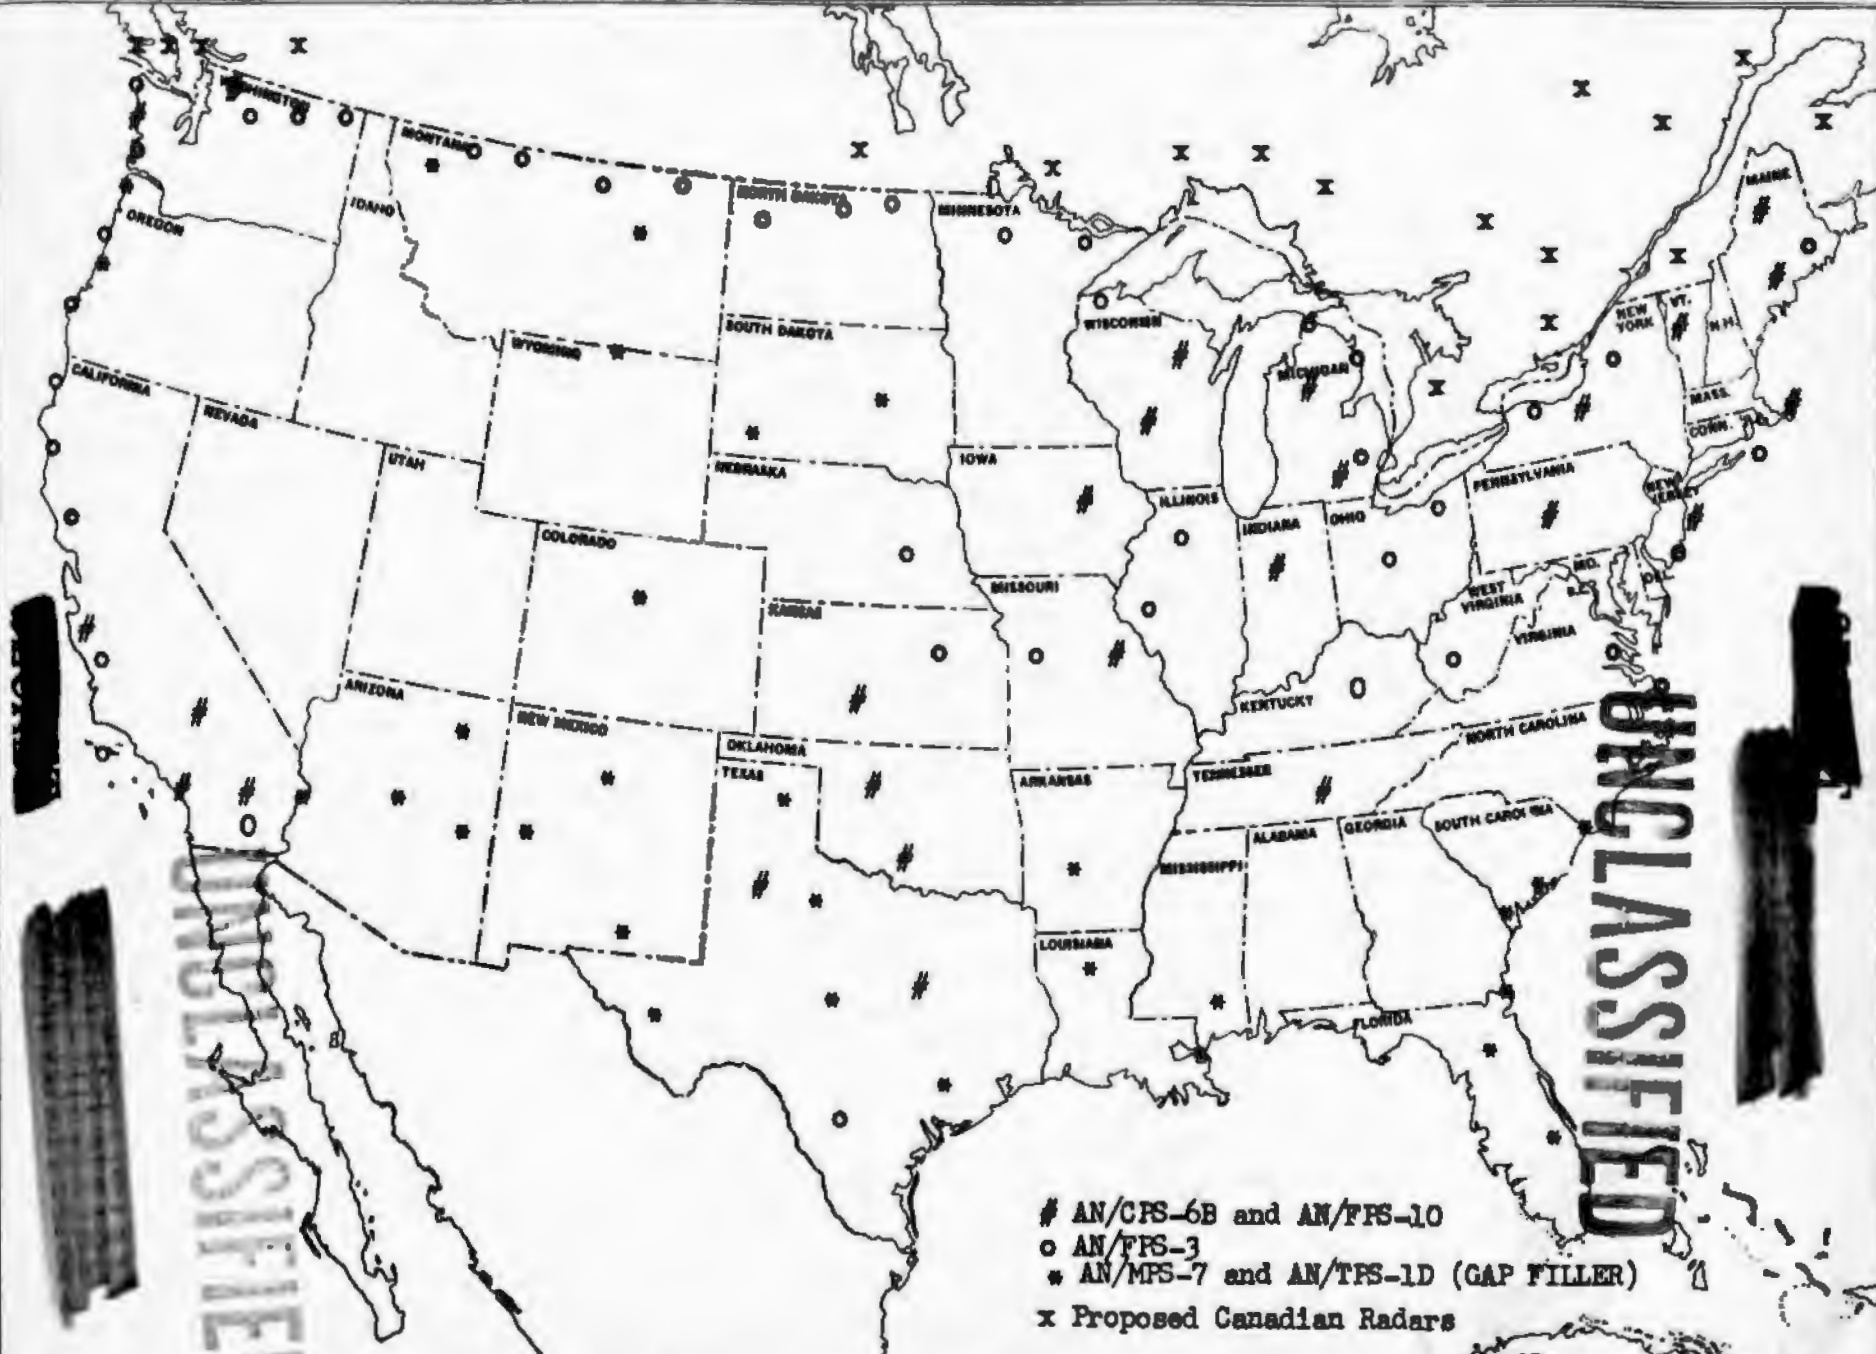 WASHINGTON
MONTANA
NORTH DAKOTA
MINNESOTA
MAINE
IDAHO
OREGON
SOUTH DAKOTA
WISCONSIN
NEW YORK
VT.
N.H.
WYOMING
MICHIGAN
CALIFORNIA
NEVADA
MASS.
CONN.
UTAH
NEBRASKA
IOWA
PENNSYLVANIA
NEW JERSEY
ILLINOIS
INDIANA
OHIO
COLORADO
MISSOURI
MD.
DEL.
WEST VIRGINIA
KANSAS
VIRGINIA
ARIZONA
NEW MEXICO
KENTUCKY
NORTH CAROLINA
OKLAHOMA
TEXAS
ARKANSAS
TENNESSEE
SOUTH CAROLINA
ALABAMA
GEORGIA
MISSISSIPPI
LOUISIANA
FLORIDA
UNCLASSIFIED
UNCLASSIFIE
# AN/CPS-6B and AN/FPS-10
o AN/FPS-3
* AN/MPS-7 and AN/TPS-1D (GAP FILLER)
x Proposed Canadian Radars